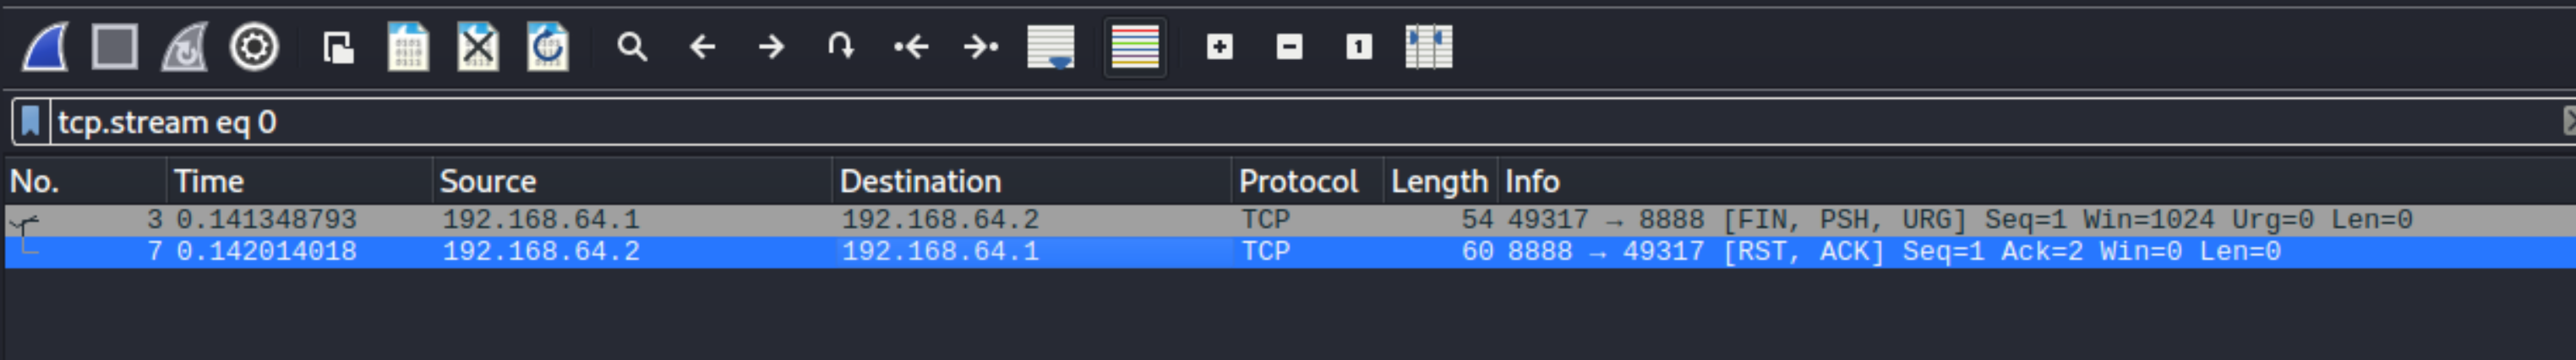 tcp.stream eq 0
No. Time Source Destination Protocol Length Info
3 0.141348793 192.168.64.1 192.168.64.2 TCP 54 49317 → 8888 [FIN, PSH, URG] Seq=1 Win=1024 Urg=0 Len=0
7 0.142014018 192.168.64.2 192.168.64.1 TCP 60 8888 → 49317 [RST, ACK] Seq=1 Ack=2 Win=0 Len=0